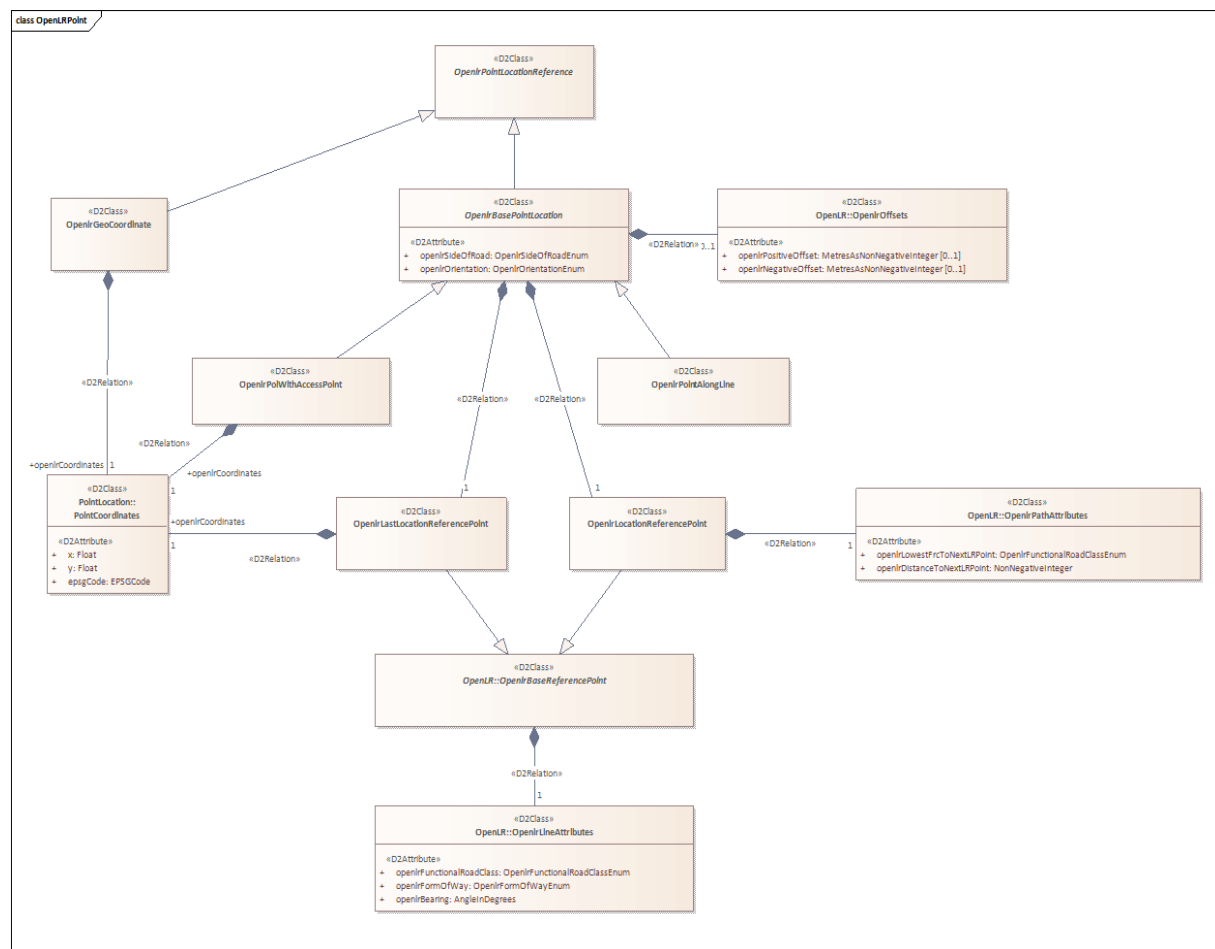 class OpenLRPoint
«D2Class»
OpenlrPointLocationReference
«D2Class»
OpenlrGeoCoordinate
«D2Class»
OpenlrBasePointLocation
«D2Attribute»
+ openlrSideOfRoad: OpenlrSideOfRoadEnum
+ openlrOrientation: OpenlrOrientationEnum
«D2Relation»
0..1
«D2Class»
OpenLR::OpenlrOffsets
«D2Attribute»
+ openlrPositiveOffset: MetresAsNonNegativeInteger [0..1]
+ openlrNegativeOffset: MetresAsNonNegativeInteger [0..1]
«D2Class»
OpenlrPoiWithAccessPoint
«D2Class»
OpenlrPointAlongLine
«D2Relation»
«D2Relation»
«D2Relation»
«D2Relation»
+openlrCoordinates 1
+openlrCoordinates
1
1
1
«D2Class»
PointLocation::
PointCoordinates
«D2Attribute»
+ x: Float
+ y: Float
+ epsgCode: EPSGCode
+openlrCoordinates
1
«D2Relation»
«D2Class»
OpenlrLastLocationReferencePoint
«D2Class»
OpenlrLocationReferencePoint
«D2Relation»
1
«D2Class»
OpenLR::OpenlrPathAttributes
«D2Attribute»
+ openlrLowestFrcToNextLRPoint: OpenlrFunctionalRoadClassEnum
+ openlrDistanceToNextLRPoint: NonNegativeInteger
«D2Class»
OpenLR::OpenlrBaseReferencePoint
«D2Relation»
1
«D2Class»
OpenLR::OpenlrLineAttributes
«D2Attribute»
+ openlrFunctionalRoadClass: OpenlrFunctionalRoadClassEnum
+ openlrFormOfWay: OpenlrFormOfWayEnum
+ openlrBearing: AngleInDegrees